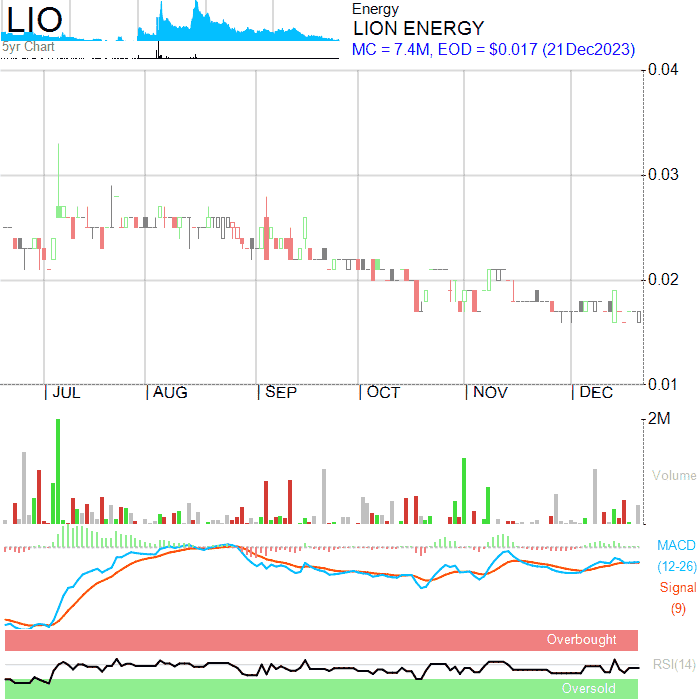 LIO
5yr Chart
Energy
LION ENERGY
MC = 7.4M, EOD = $0.017 (21Dec2023)
0.04
0.03
0.02
0.01
JUL AUG SEP OCT NOV DEC
2M
Volume
MACD
(12-26)
Signal
(9)
Overbought
RSI(14)
Oversold